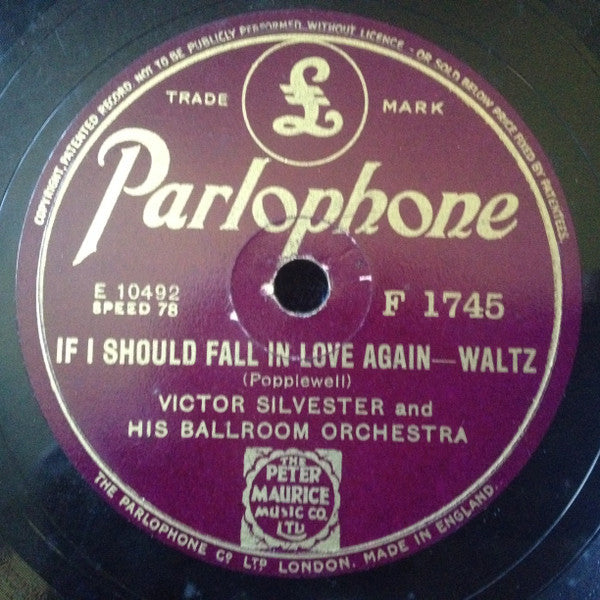 COPYRIGHT, PATENTED RECORD, NOT TO BE PUBLICLY PERFORMED WITHOUT LICENCE - OR SOLD BELOW PRICE FIXED BY PATENTEES.
£
TRADE MARK
Parlophone
E 10492
SPEED 78
F 1745
IF I SHOULD FALL IN LOVE AGAIN—WALTZ
(Popplewell)
VICTOR SILVESTER and
HIS BALLROOM ORCHESTRA
THE
PETER
MAURICE
MUSIC CO.
LTD
THE PARLOPHONE Cº LTD LONDON. MADE IN ENGLAND.